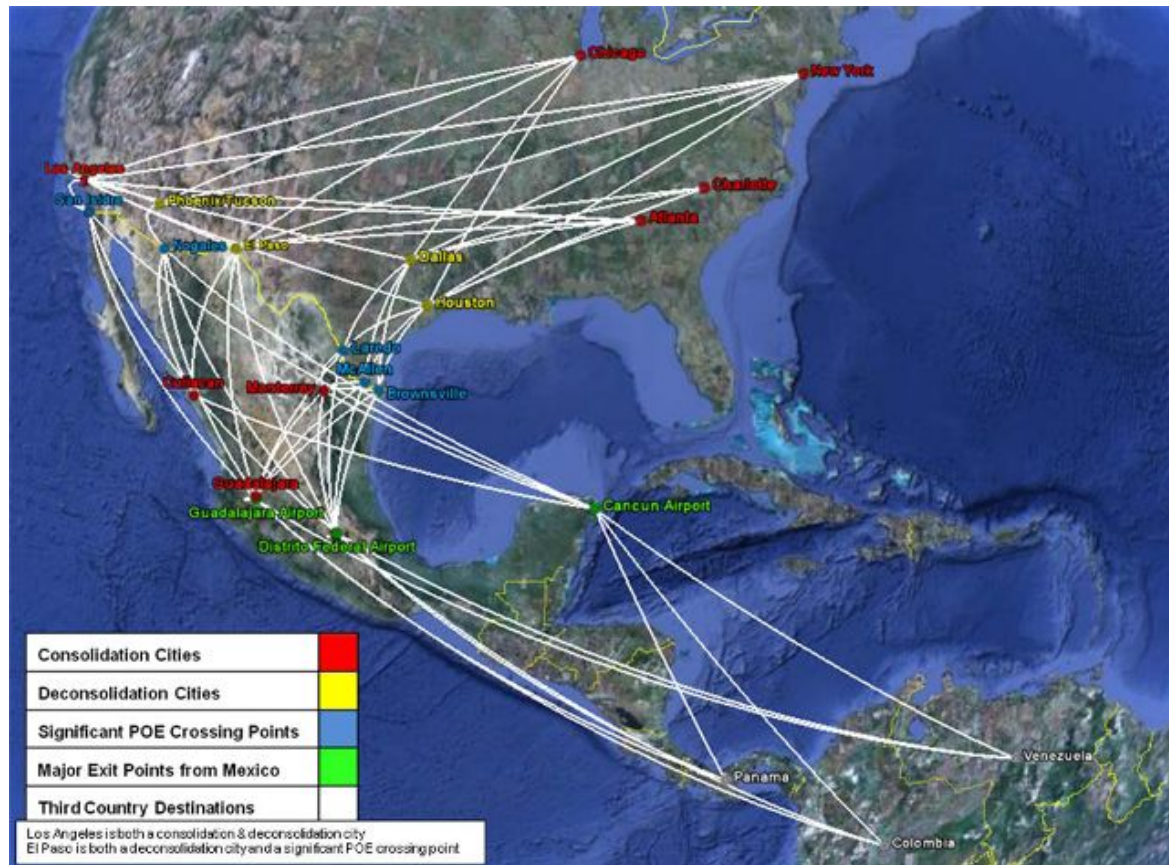 Chicago
New York
Los Angeles
San Isidro
Phoenix/Tucson
Charlotte
Atlanta
Nogales
El Paso
Dallas
Houston
Laredo
McAllen
Culiacan
Monterrey
Brownsville
Guadalajara
Guadalajara Airport
Cancun Airport
Distrito Federal Airport
Consolidation Cities
Deconsolidation Cities
Significant POE Crossing Points
Major Exit Points from Mexico
Third Country Destinations
Venezuela
Panama
Los Angeles is both a consolidation & deconsolidation city
El Paso is both a deconsolidation city and a significant POE crossing point
Colombia